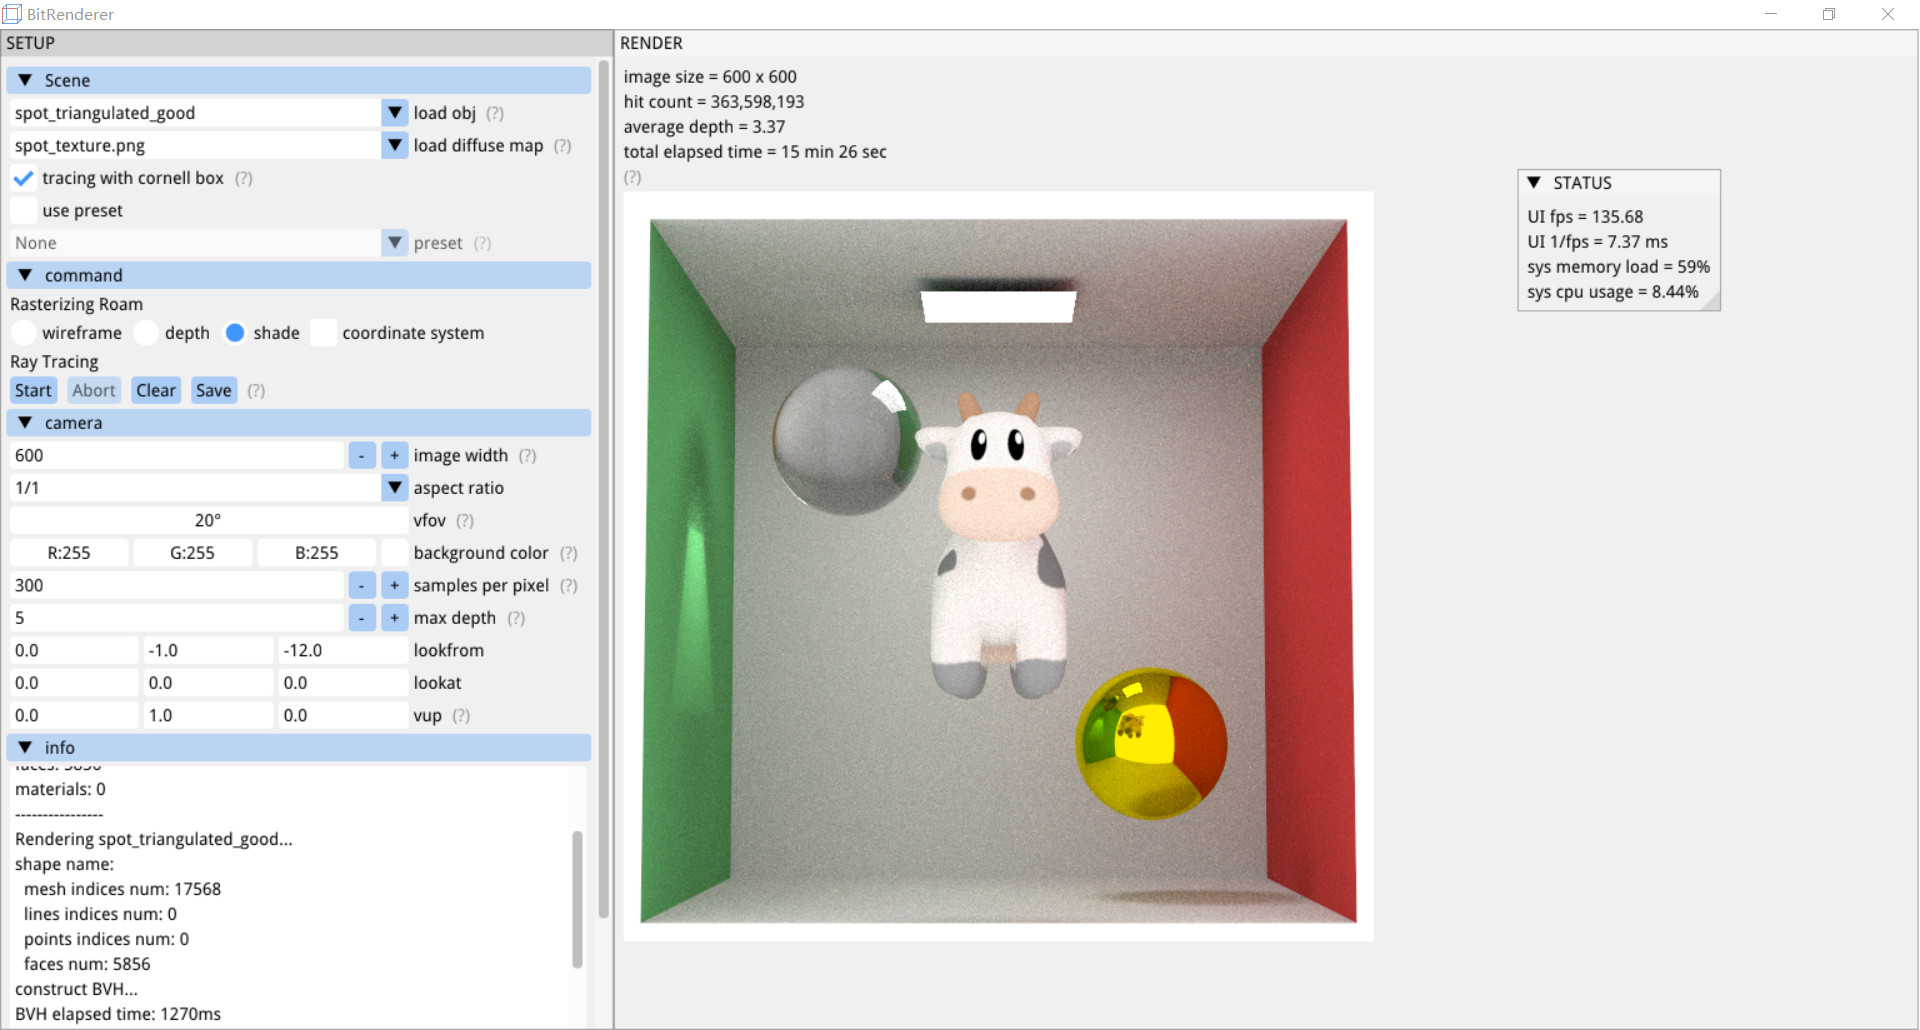 BitRenderer
SETUP
Scene
spot_triangulated_good load obj (?)
spot_texture.png load diffuse map (?)
tracing with cornell box (?)
use preset
None preset (?)
command
Rasterizing Roam
wireframe depth shade coordinate system
Ray Tracing
Start Abort Clear Save (?)
camera
600 - + image width (?)
1/1 aspect ratio
20° vfov (?)
R:255 G:255 B:255 background color (?)
300 - + samples per pixel (?)
5 - + max depth (?)
0.0 -1.0 -12.0 lookfrom
0.0 0.0 0.0 lookat
0.0 1.0 0.0 vup (?)
info
faces: 5856
materials: 0
----------------
Rendering spot_triangulated_good...
shape name:
mesh indices num: 17568
lines indices num: 0
points indices num: 0
faces num: 5856
construct BVH...
BVH elapsed time: 1270ms
RENDER
image size = 600 x 600
hit count = 363,598,193
average depth = 3.37
total elapsed time = 15 min 26 sec
(?)
STATUS
UI fps = 135.68
UI 1/fps = 7.37 ms
sys memory load = 59%
sys cpu usage = 8.44%